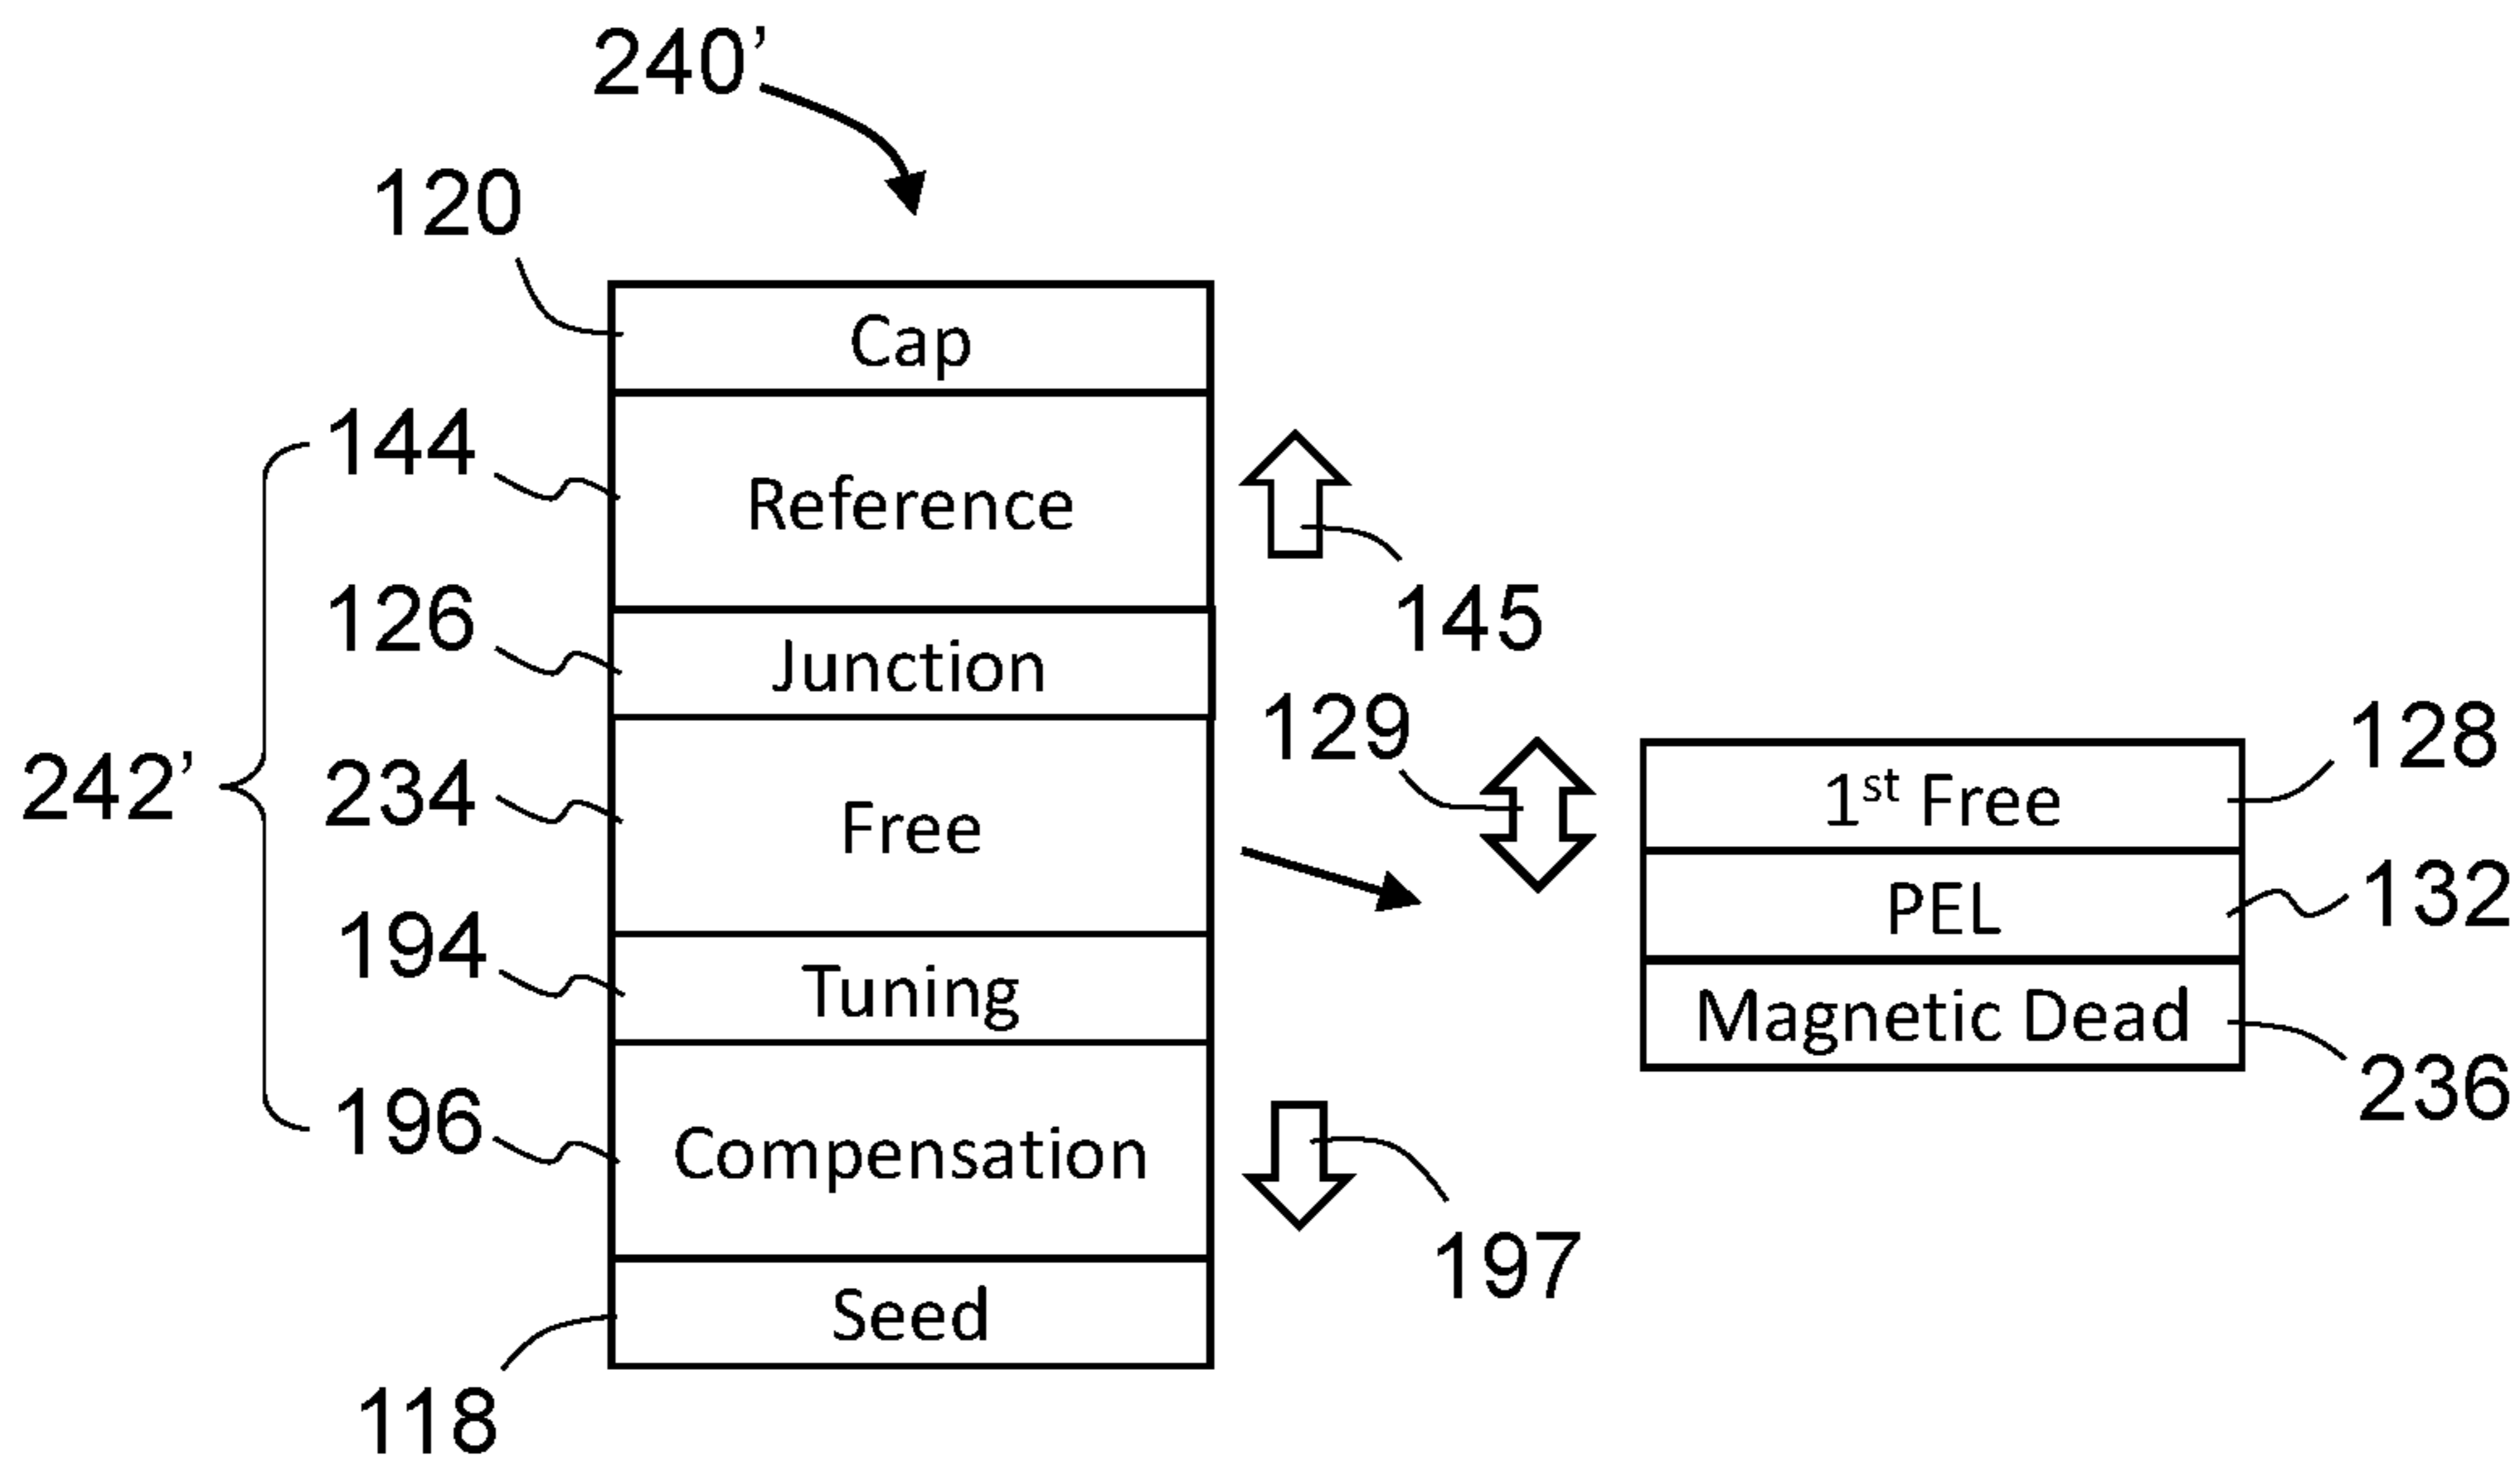 240’
120
Cap
144
Reference
145
126
Junction
129
128
242’
234
Free
1st Free
132
PEL
194
Tuning
Magnetic Dead
236
196
Compensation
197
Seed
118